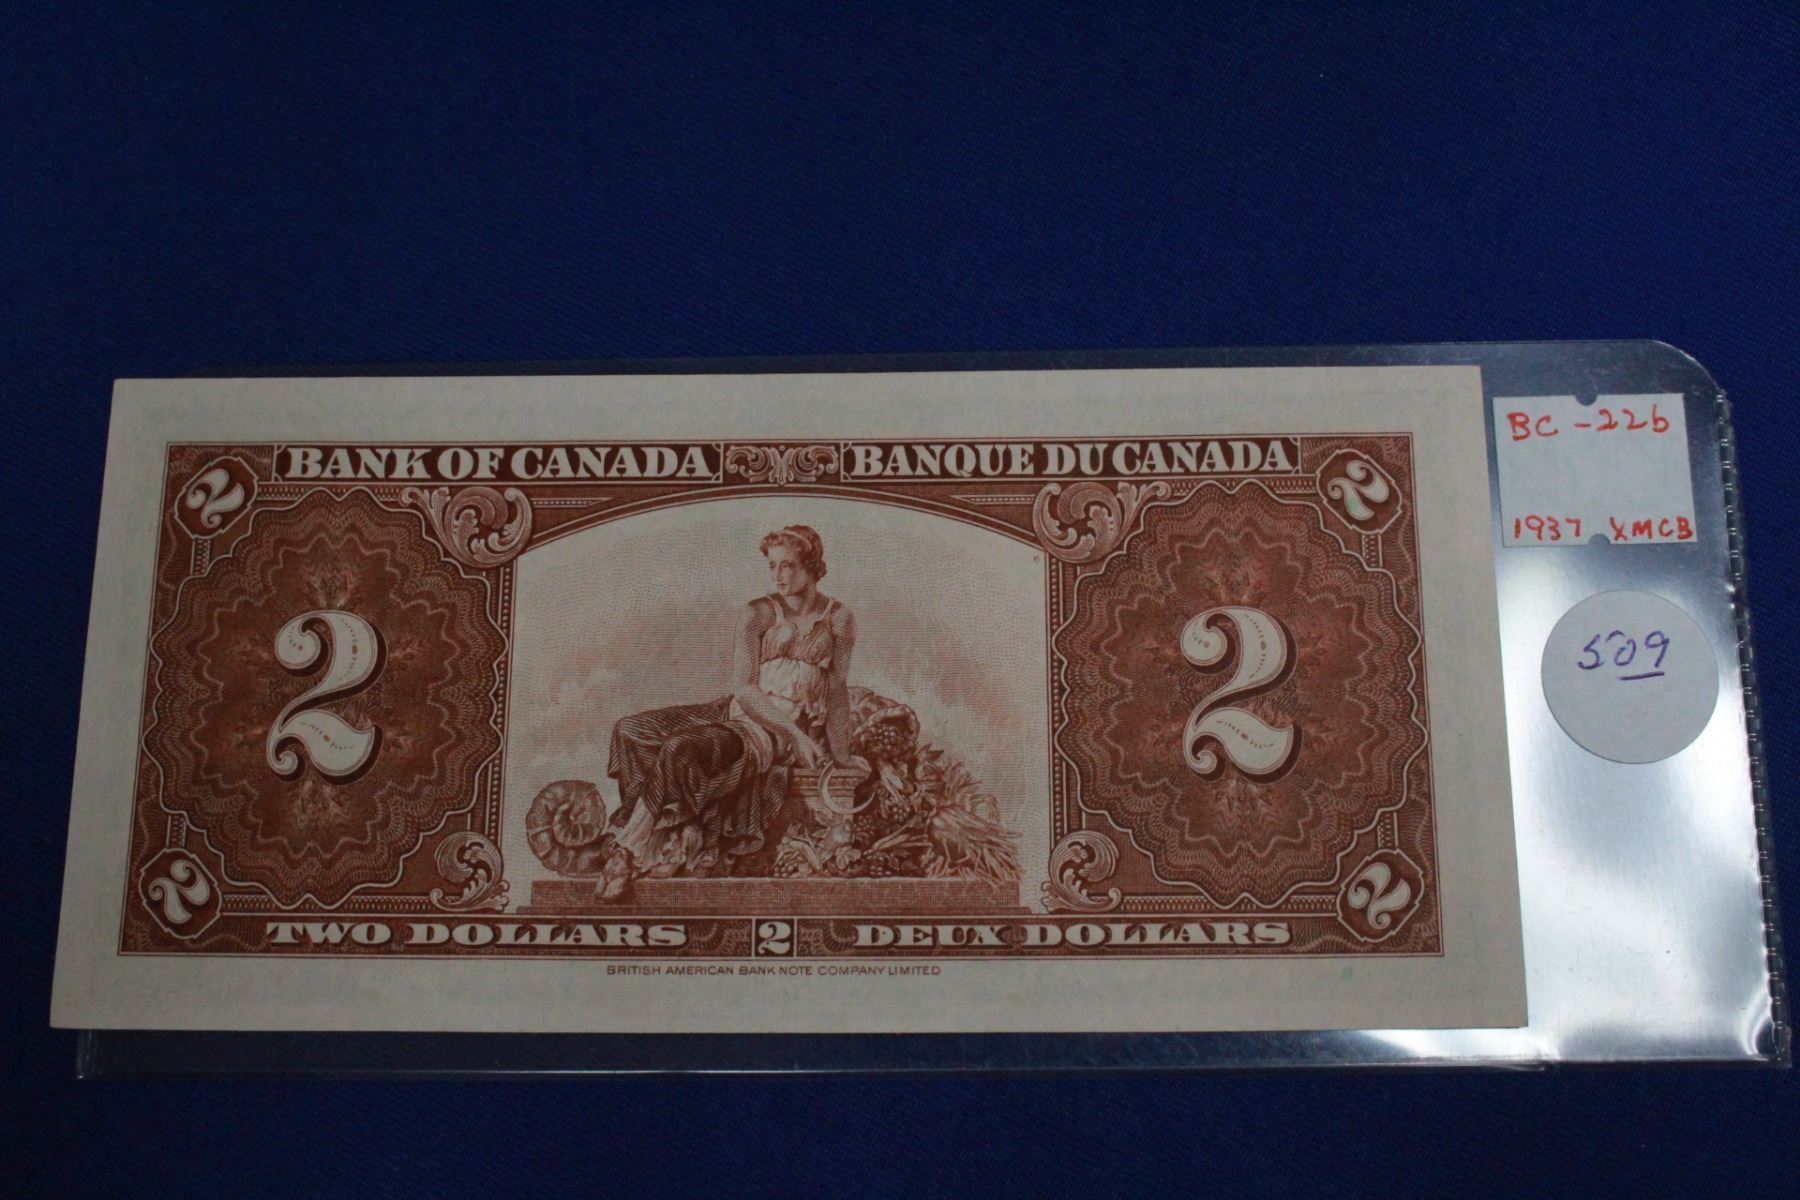 BANK OF CANADA BANQUE DU CANADA
2 2
2 2
2 2
TWO DOLLARS 2 DEUX DOLLARS
BRITISH AMERICAN BANK NOTE COMPANY LIMITED
BC-22b
1937 XMCB
509